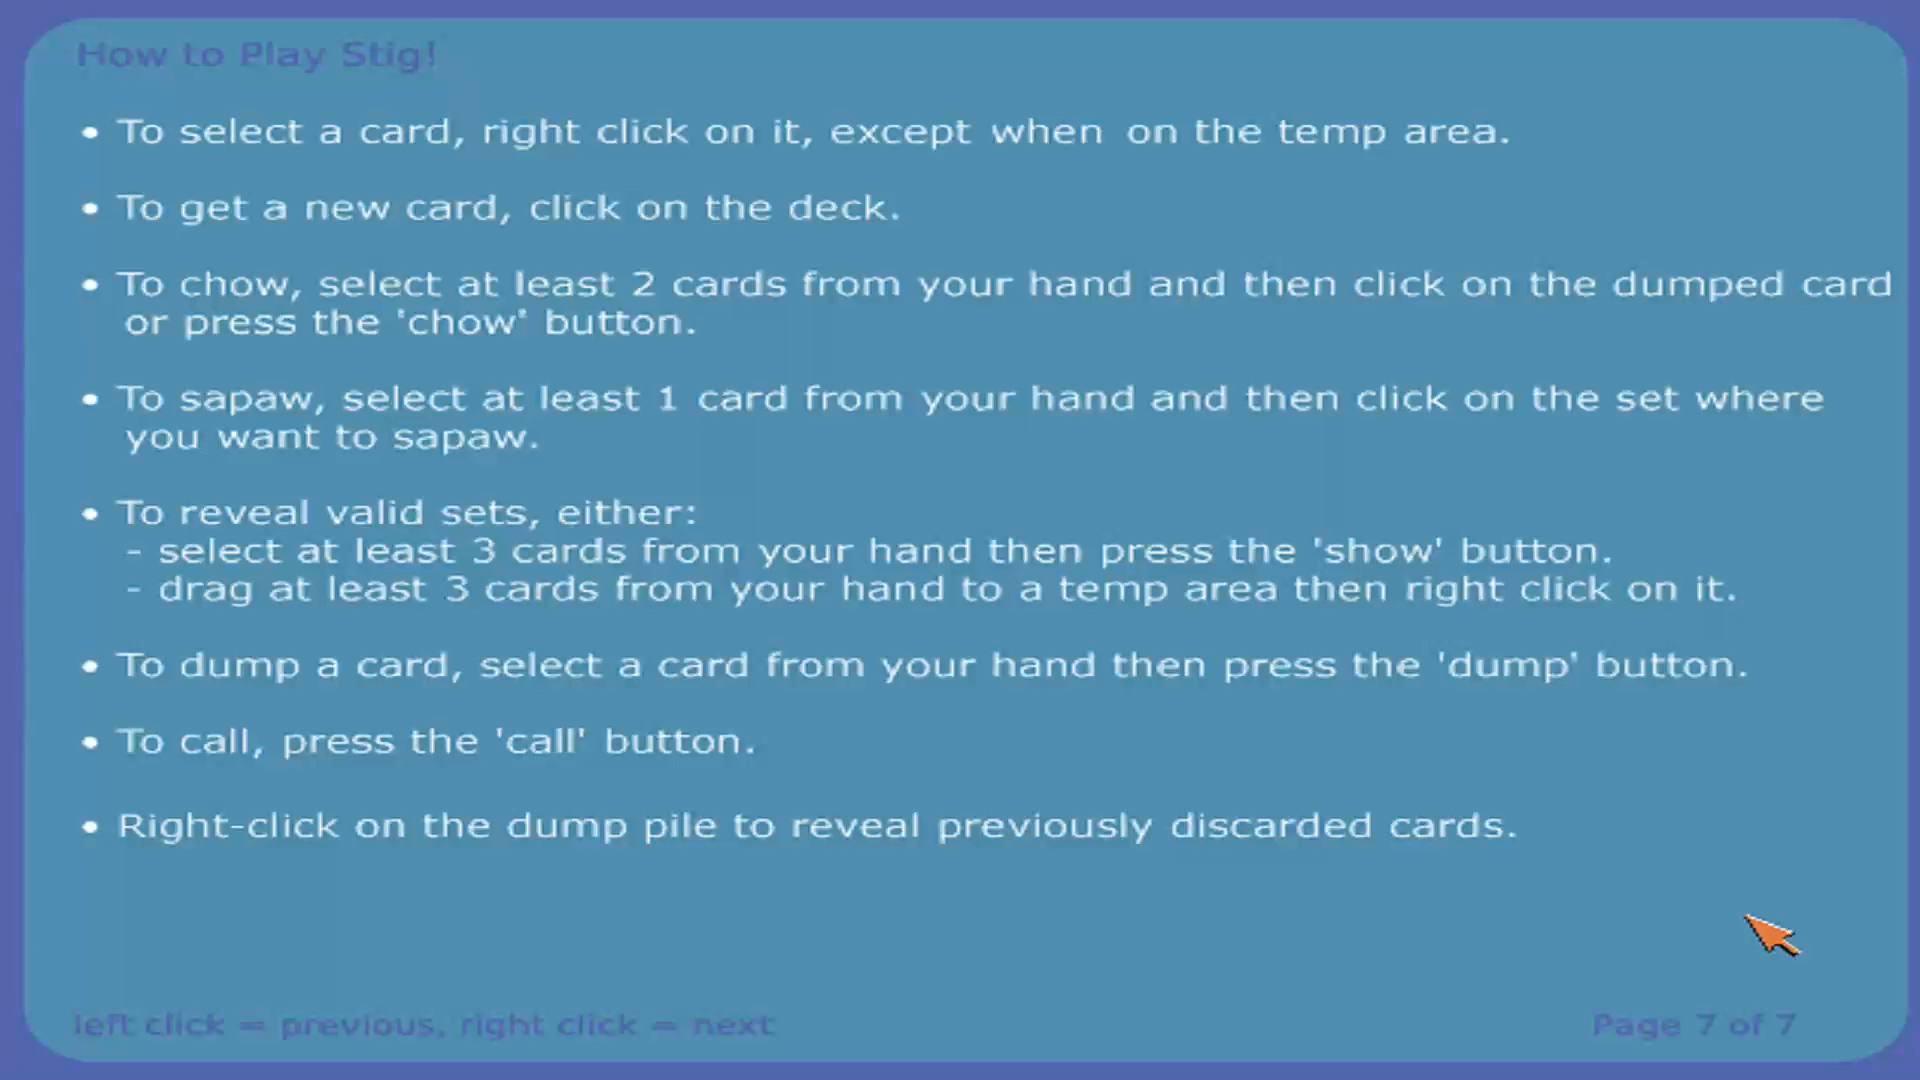 How to Play Stig!
• To select a card, right click on it, except when on the temp area.
• To get a new card, click on the deck.
• To chow, select at least 2 cards from your hand and then click on the dumped card
or press the 'chow' button.
• To sapaw, select at least 1 card from your hand and then click on the set where
you want to sapaw.
• To reveal valid sets, either:
- select at least 3 cards from your hand then press the 'show' button.
- drag at least 3 cards from your hand to a temp area then right click on it.
• To dump a card, select a card from your hand then press the 'dump' button.
• To call, press the 'call' button.
• Right-click on the dump pile to reveal previously discarded cards.
left click = previous, right click = next
Page 7 of 7